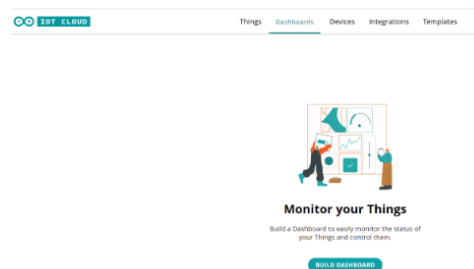 IOT CLOUD
Things Dashboards Devices Integrations Templates
Monitor your Things
Build a Dashboard to easily monitor the status of
your Things and control them.
BUILD DASHBOARD